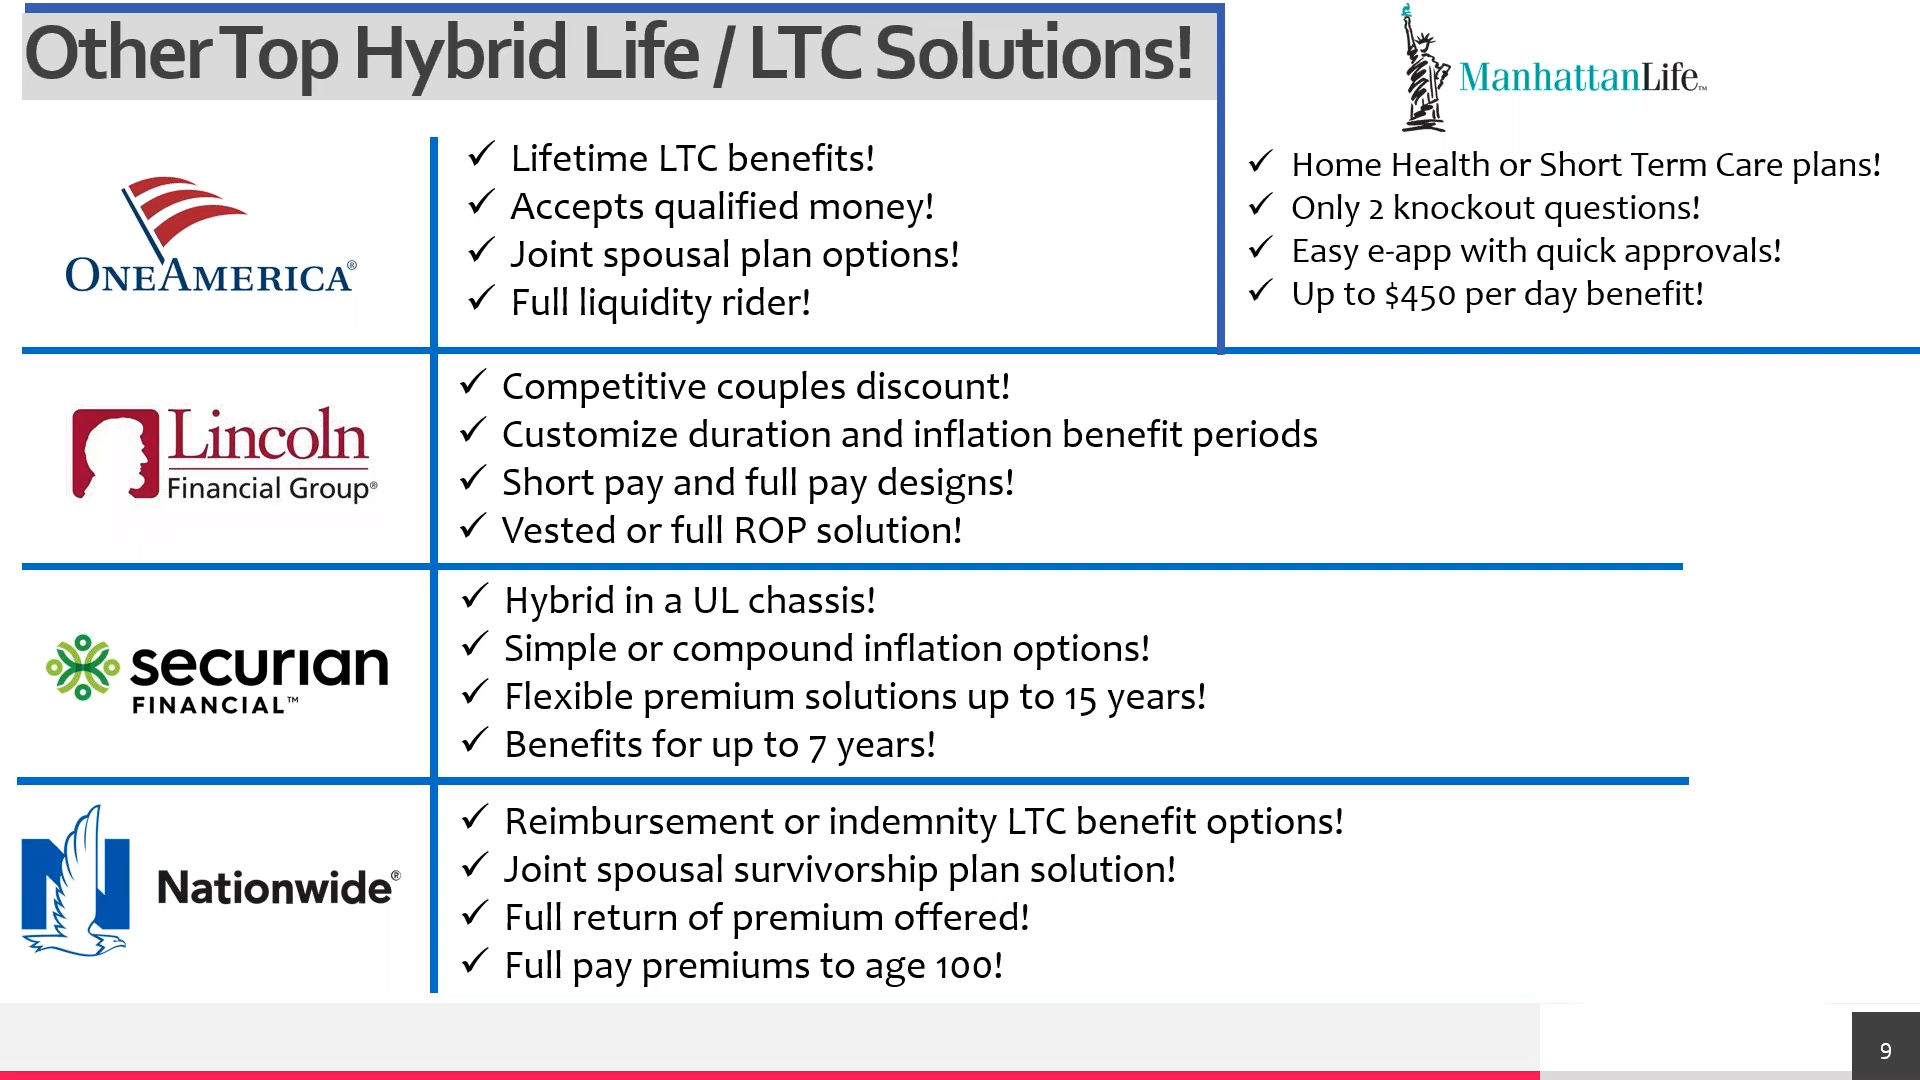 Other Top Hybrid Life / LTC Solutions!
ManhattanLife™
ONEAMERICA®
✓ Lifetime LTC benefits!
✓ Accepts qualified money!
✓ Joint spousal plan options!
✓ Full liquidity rider!
✓ Home Health or Short Term Care plans!
✓ Only 2 knockout questions!
✓ Easy e-app with quick approvals!
✓ Up to $450 per day benefit!
Lincoln
Financial Group®
✓ Competitive couples discount!
✓ Customize duration and inflation benefit periods
✓ Short pay and full pay designs!
✓ Vested or full ROP solution!
securian
FINANCIAL™
✓ Hybrid in a UL chassis!
✓ Simple or compound inflation options!
✓ Flexible premium solutions up to 15 years!
✓ Benefits for up to 7 years!
N
Nationwide®
✓ Reimbursement or indemnity LTC benefit options!
✓ Joint spousal survivorship plan solution!
✓ Full return of premium offered!
✓ Full pay premiums to age 100!
9